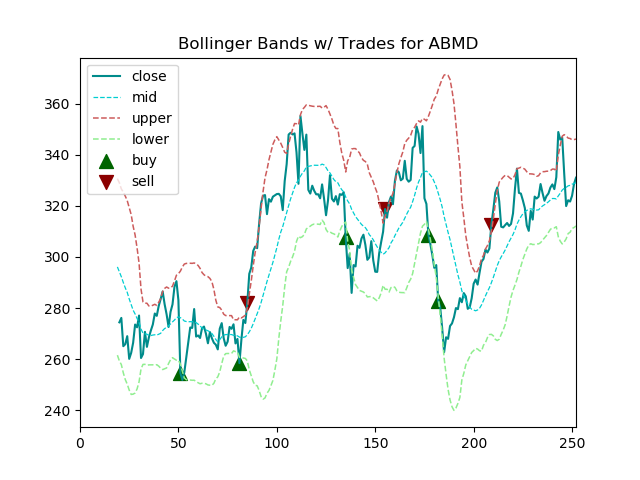 Bollinger Bands w/ Trades for ABMD
close
mid
upper
lower
buy
sell
360
340
320
300
280
260
240
0 50 100 150 200 250